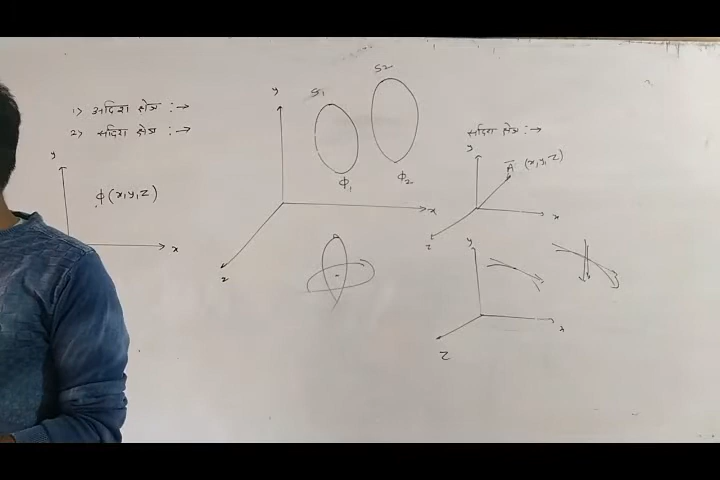 1) अदिश क्षेत्र :→
2) सदिश क्षेत्र :→
y
ϕ(x,y,z)
x
y
S1
S2
ϕ1
ϕ2
x
z
सदिश क्षेत्र :→
y
A (x,y,z)
x
z
y
x
z